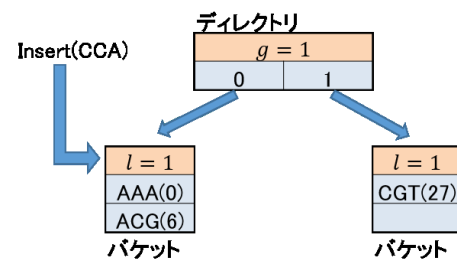 ディレクトリ
Insert(CCA)
g = 1
0 1
l = 1
AAA(0)
ACG(6)
バケット
l = 1
CGT(27)
バケット